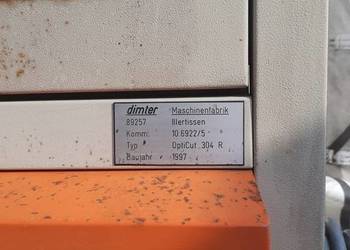 dimter Maschinenfabrik
89257 Illertissen
Komm. 10.6922/5
Typ OptiCut 304 R
Baujahr 1997